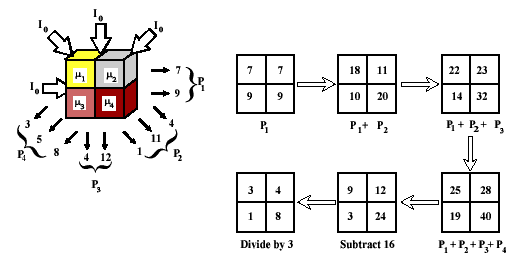 I₀
I₀ I₀
μ₁ μ₂
I₀
μ₃ μ₄
7
9
P₁
3
5
8
P₄
4 12
P₃
4
11
1
P₂
7 7
9 9
P₁
18 11
10 20
P₁+ P₂
22 23
14 32
P₁ + P₂ + P₃
3 4
1 8
Divide by 3
9 12
3 24
Subtract 16
25 28
19 40
P₁ + P₂ + P₃+ P₄